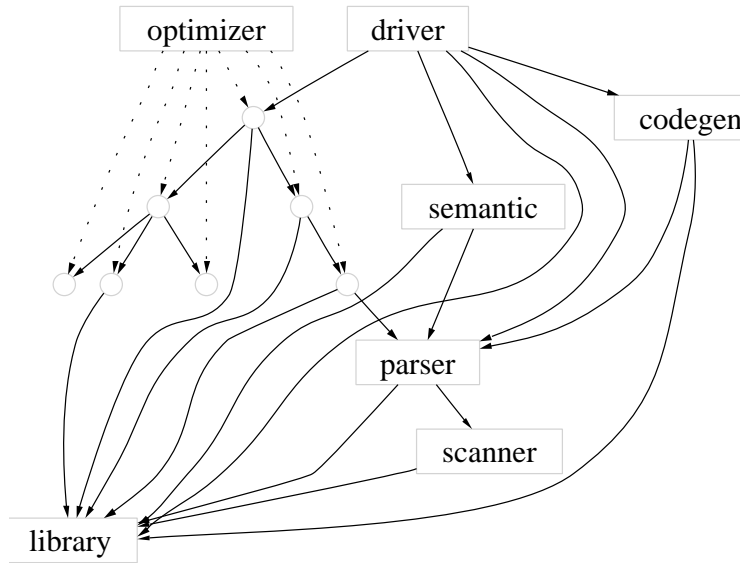 optimizer
driver
codegen
semantic
parser
scanner
library